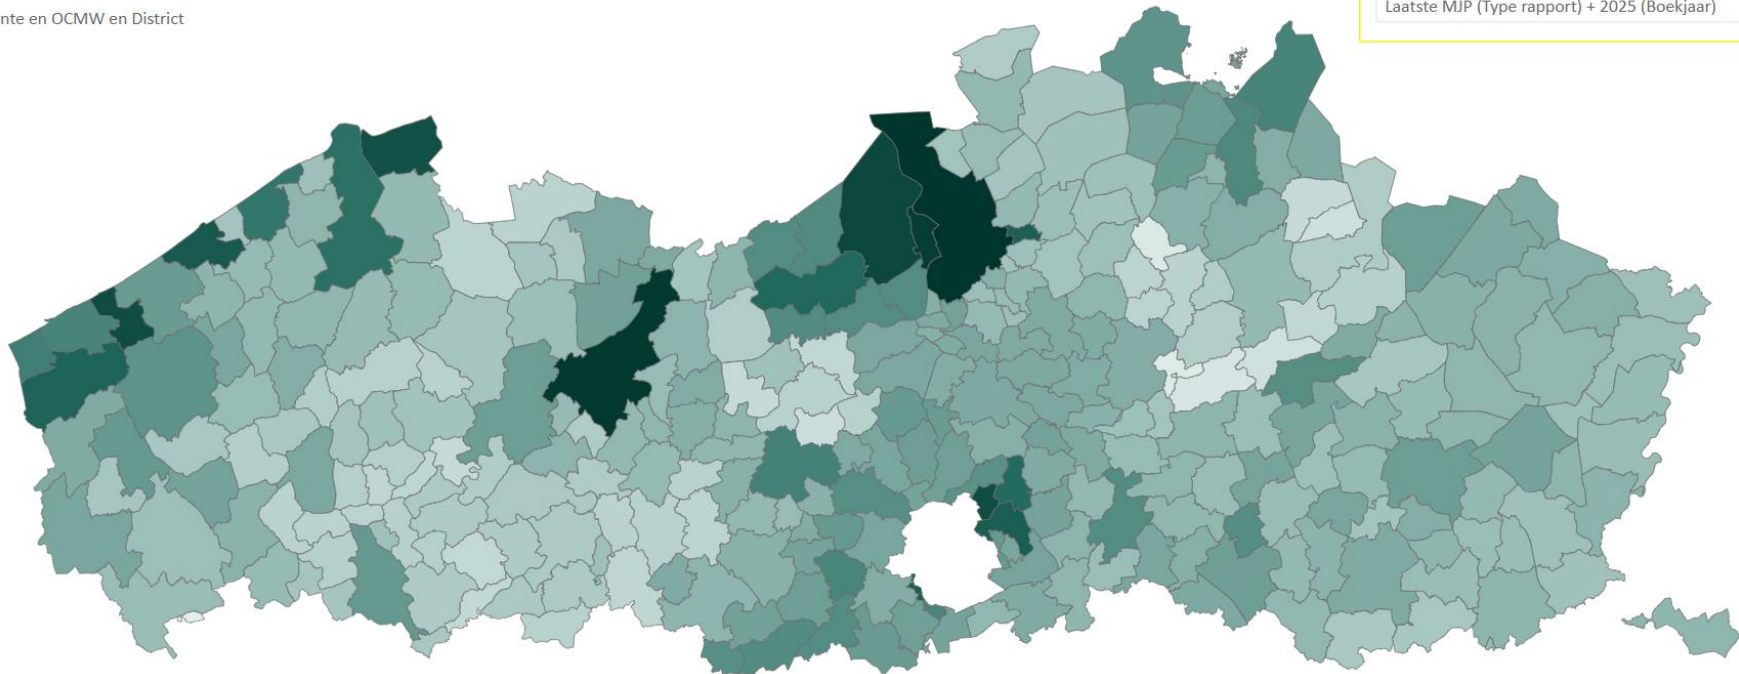 nte en OCMW en District
Laatste MJP (Type rapport) + 2025 (Boekjaar)